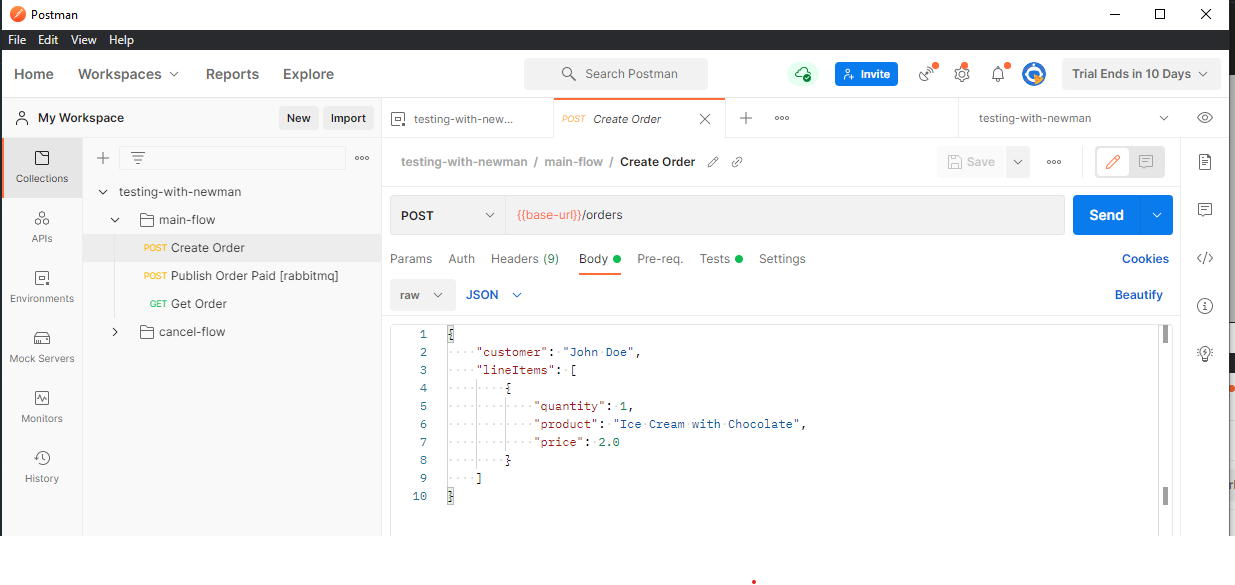 Postman
File Edit View Help
Home Workspaces Reports Explore Search Postman Invite Trial Ends in 10 Days
My Workspace New Import
testing-with-new... POST Create Order testing-with-newman
Collections
APIs
Environments
Mock Servers
Monitors
History
testing-with-newman
main-flow
POST Create Order
POST Publish Order Paid [rabbitmq]
GET Get Order
cancel-flow
testing-with-newman / main-flow / Create Order Save
POST {{base-url}}/orders Send
Params Auth Headers (9) Body Pre-req. Tests Settings Cookies
raw JSON Beautify
1 {
2 "customer": "John Doe",
3 "lineItems": [
4 {
5 "quantity": 1,
6 "product": "Ice Cream with Chocolate",
7 "price": 2.0
8 }
9 ]
10 }